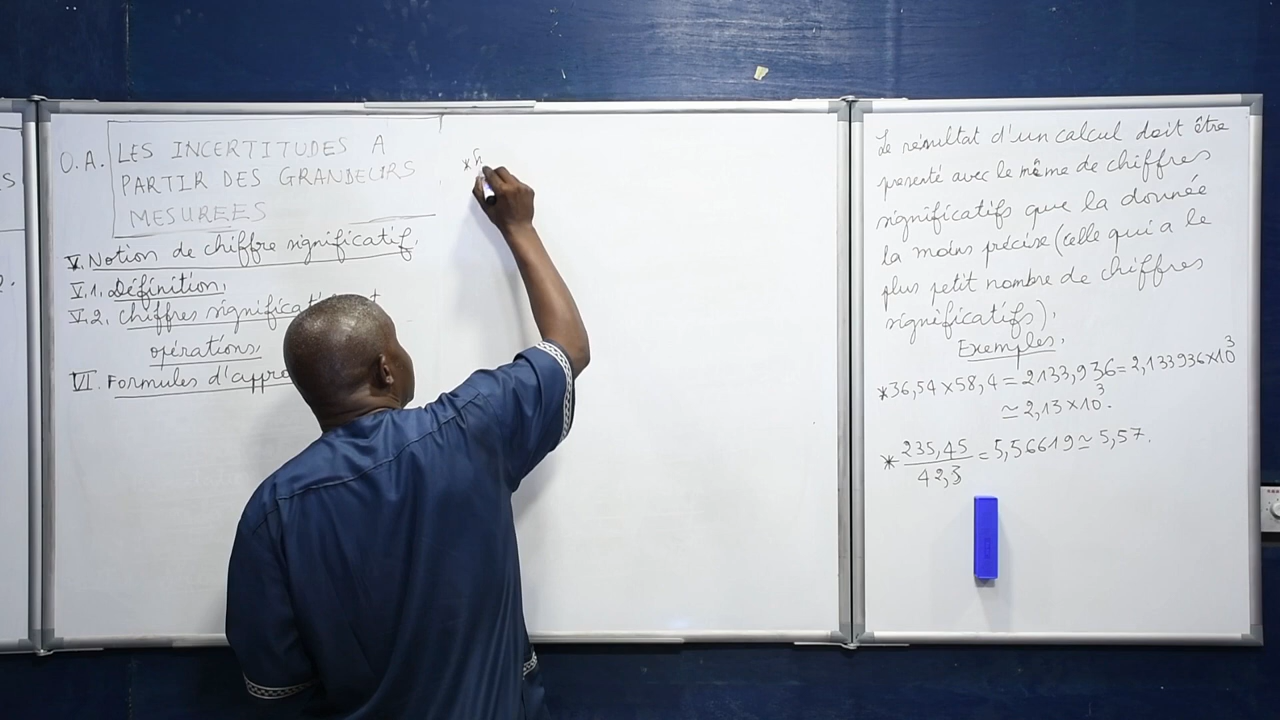 S
2.
O.A. LES INCERTITUDES A
PARTIR DES GRANDEURS
MESUREES
V. Notion de chiffre significatif.
V.1. Définition.
V.2. chiffres significati t
opérations.
VI. Formules d'appro
*
Le résultat d'un calcul doit être
presenté avec le même de chiffres
significatifs que la donnée
la moins précise (celle qui a le
plus petit nombre de chiffres
significatifs).
Exemples.
*36,54×58,4 = 2133,936 = 2,133936×10³
≃ 2,13×10³.
* 235,45/42,3 = 5,56619 ≃ 5,57.